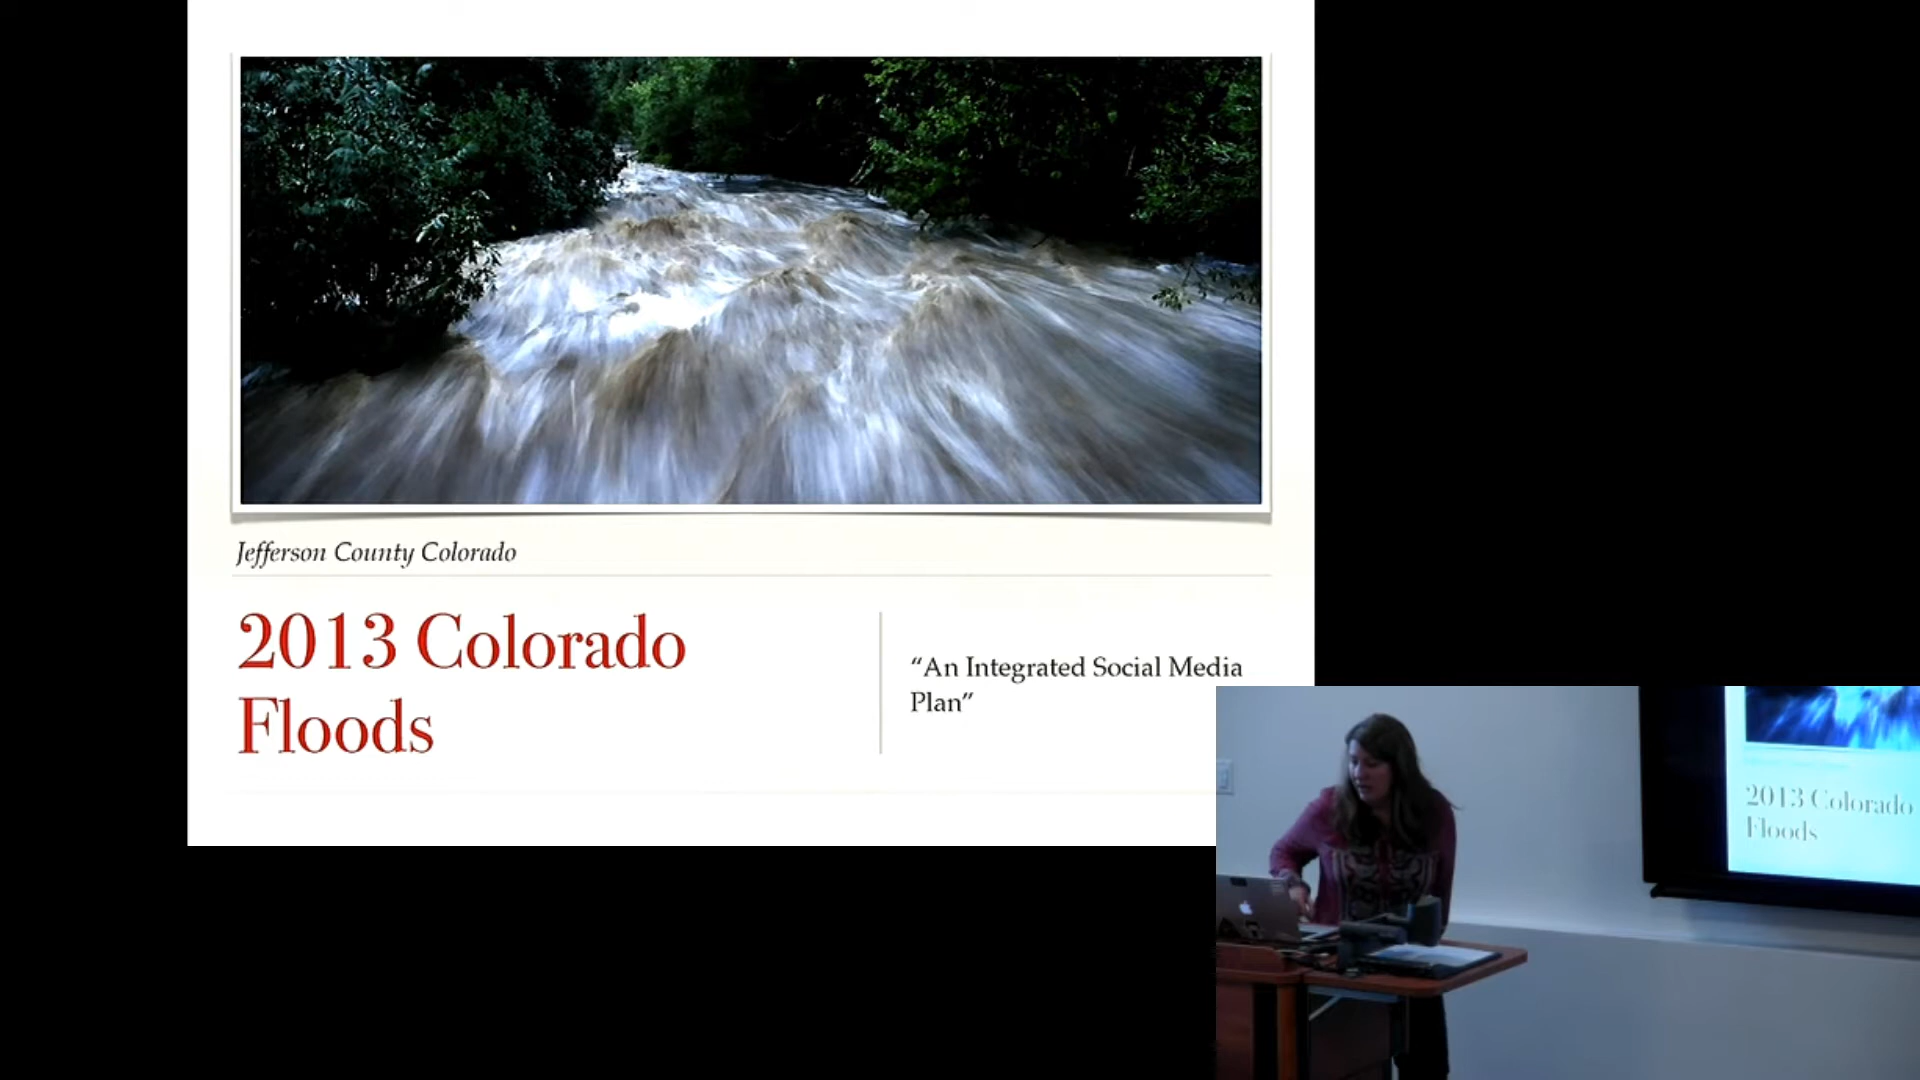 Jefferson County Colorado
2013 Colorado
Floods
“An Integrated Social Media
Plan”
2013 Colorado
Floods